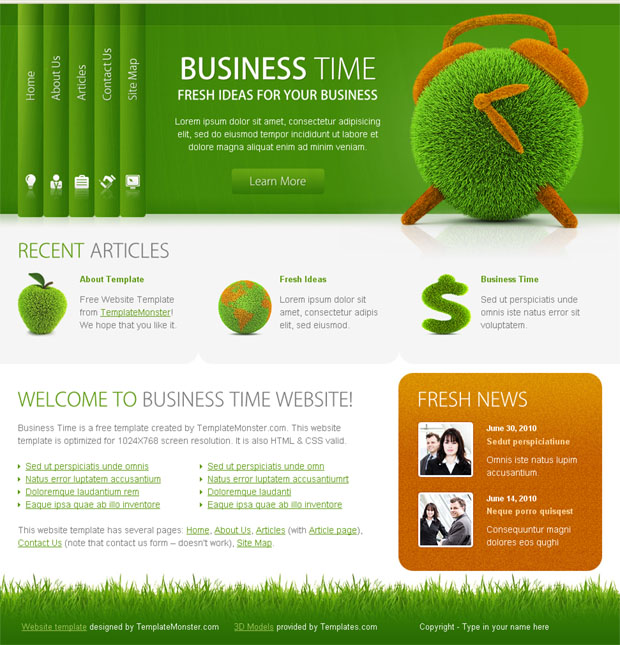 Home
About Us
Articles
Contact Us
Site Map
BUSINESS TIME
FRESH IDEAS FOR YOUR BUSINESS
Lorem ipsum dolor sit amet, consectetur adipisicing
elit, sed do eiusmod tempor incididunt ut labore et
magna aliquat enim ad minim veniam.
Learn More
RECENT ARTICLES
About Template
Free Website Template
from TemplateMonster!
We hope that you like it.
Fresh Ideas
Lorem ipsum dolor sit
amet, consectetur adipis
cing elit.
Business Time
Sed ut perspiciatis unde
omnis iste natus error sit
voluptatem.
WELCOME TO BUSINESS TIME WEBSITE!
Business Time is a free template created by TemplateMonster.com. This website
template is optimized for 1024X768 screen resolution. It is also HTML & CSS valid.
Sed ut perspiciatis unde omnis
Natus error luptatem accusantium
Doloremque laudantium rem
Eaque ipsa quae ab illo inventore
Sed ut perspiciatis unde omn
Natus error luptatem accusantiumrt
Doloremque laudanti
Eaque ipsa quae ab illo inventore
This website template has several pages: Home, About Us, Articles (with Article page),
Contact Us (note that contact us form – doesn't work), Site Map.
FRESH NEWS
June 30, 2010
Sedut perspiciatiune
Omnis iste natus lupim
accusantium.
June 14, 2010
Neque porro quisqest
Consequuntur magni
dolores eos qughi
Website template designed by TemplateMonster.com
3D Models provided by Templates.com
Copyright - Type in your name here